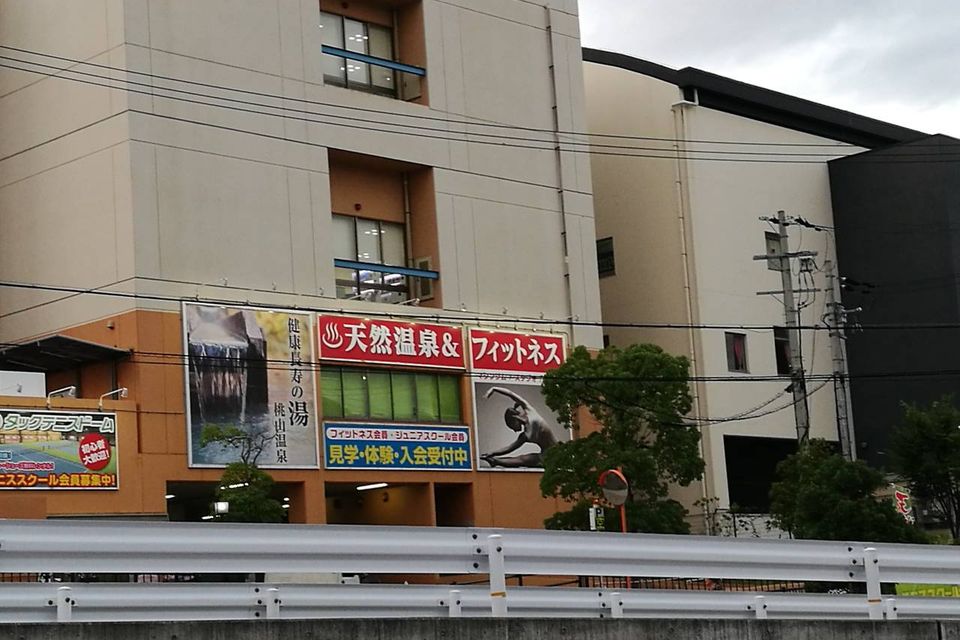 健康長寿の湯
桃山温泉
天然温泉&
フィットネス
フィットネス会員・ジュニアスクール会員
見学・体験・入会受付中
タックテニスドーム
初心者
大歓迎!
ニススクール会員募集中!